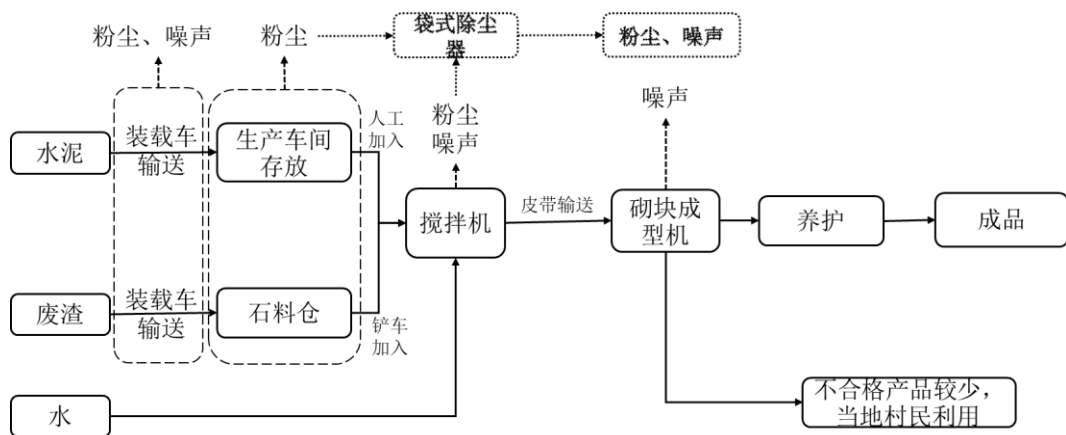 粉尘、噪声
粉尘
袋式除尘
器
粉尘、噪声
水泥
装载车
输送
生产车间
存放
人工
加入
粉尘
噪声
噪声
搅拌机
皮带输送
砌块成
型机
养护
成品
废渣
装载车
输送
石料仓
铲车
加入
水
不合格产品较少，
当地村民利用